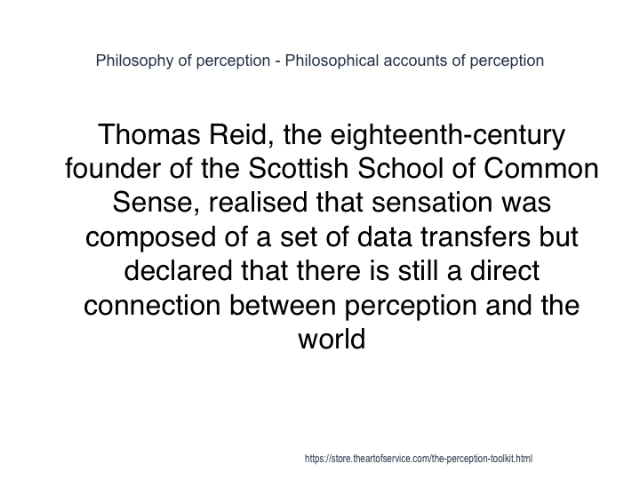 Philosophy of perception - Philosophical accounts of perception
Thomas Reid, the eighteenth-century
founder of the Scottish School of Common
Sense, realised that sensation was
composed of a set of data transfers but
declared that there is still a direct
connection between perception and the
world
https://store.theartofservice.com/the-perception-toolkit.html